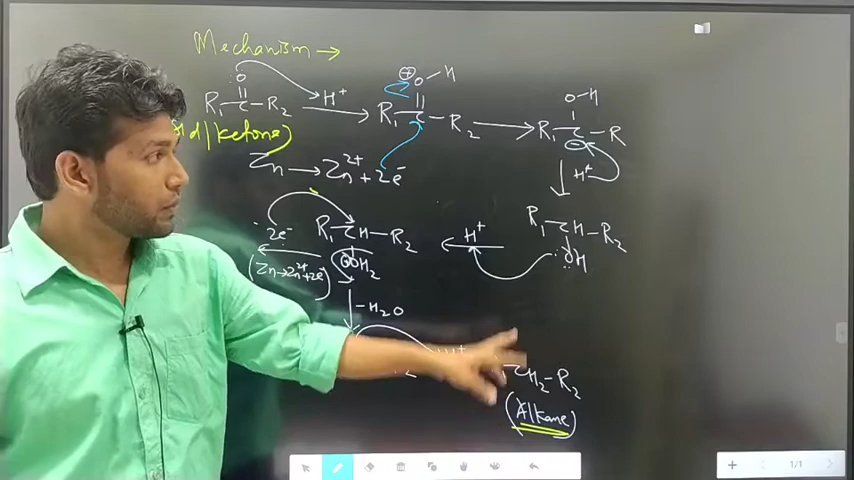 Mechanism →
O H+ ⊕ O–H O–H
R1–C–R2 → R1–C–R2 → R1–C–R
ald/ketone)
Zn → Zn2+ + 2e- H+
2e- R1–CH–R2 H+ R1–CH–R2
(Zn→Zn2++2e) ⊕OH2 OH
–H2O
H+
CH2–R2
(Alkane)
1/1